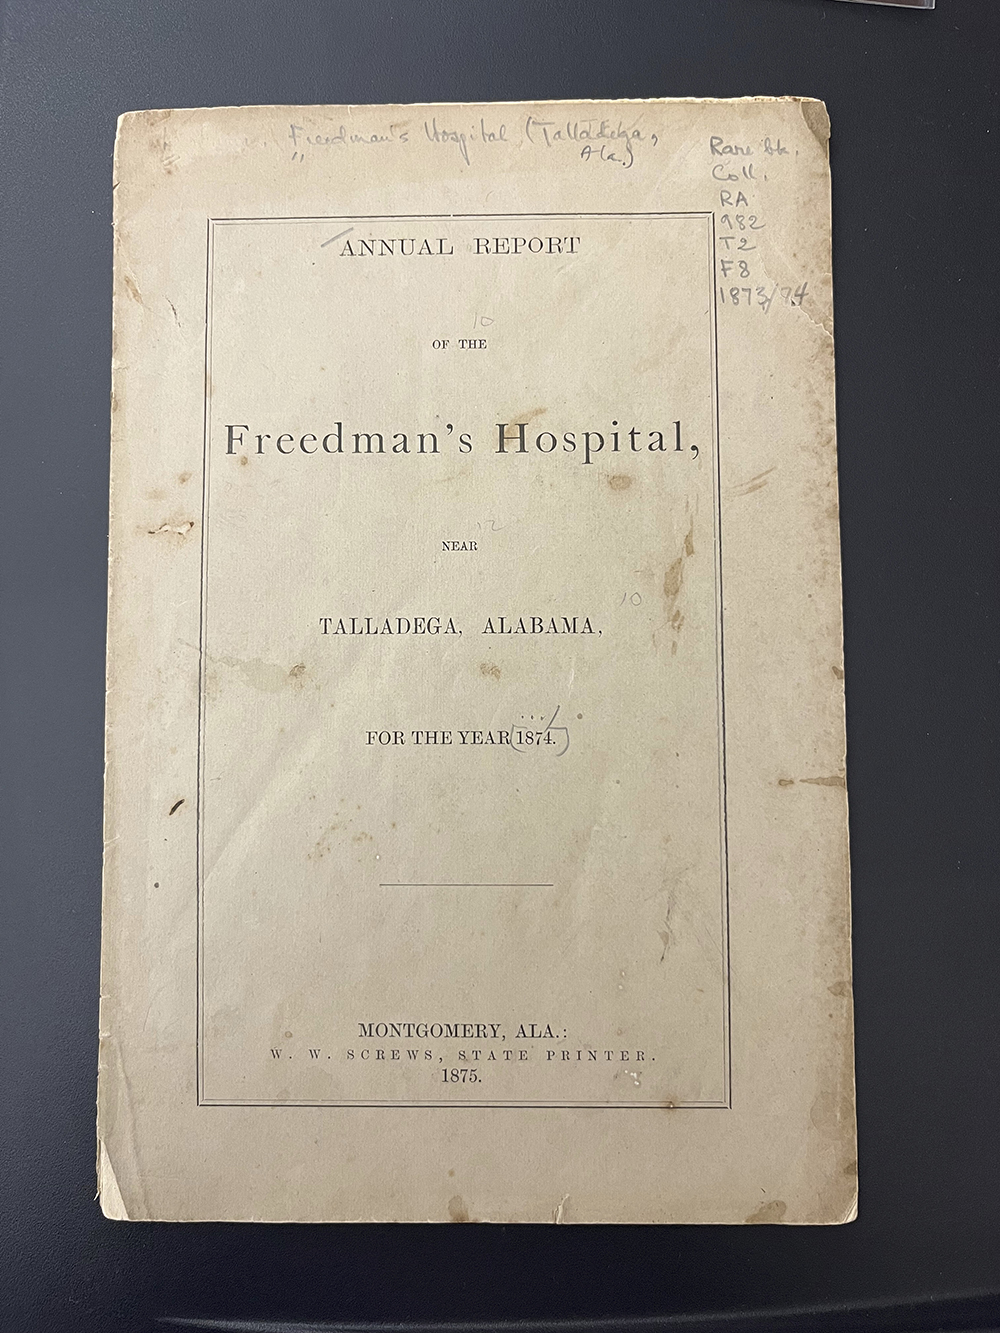 Freedman's Hospital (Talladega,
Ala.)
"
Rare bk.
Coll.
RA
982
T2
F8
1873/74
ANNUAL REPORT
10
OF THE
Freedman's Hospital,
12
NEAR
10
TALLADEGA, ALABAMA,
FOR THE YEAR [1874.]
MONTGOMERY, ALA.:
W. W. SCREWS, STATE PRINTER.
1875.